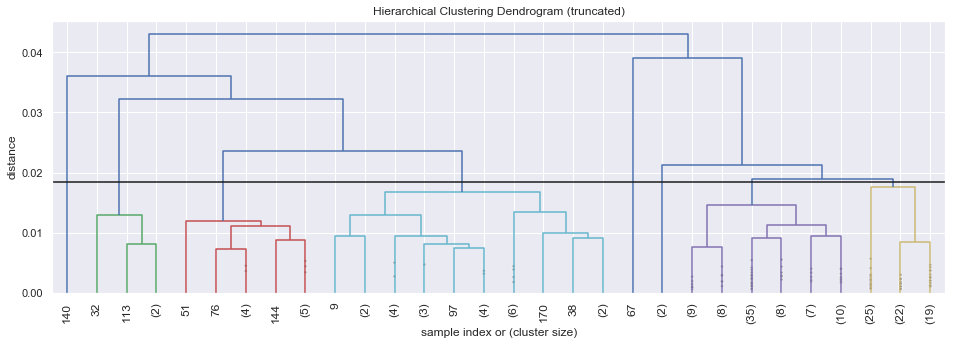 Hierarchical Clustering Dendrogram (truncated)
0.04
0.03
0.02
0.01
0.00
distance
140 32 113 (2) 51 76 (4) 144 (5) 9 (2) (4) (3) 97 (4) (6) 170 38 (2) 67 (2) (9) (8) (35) (8) (7) (10) (25) (22) (19)
sample index or (cluster size)